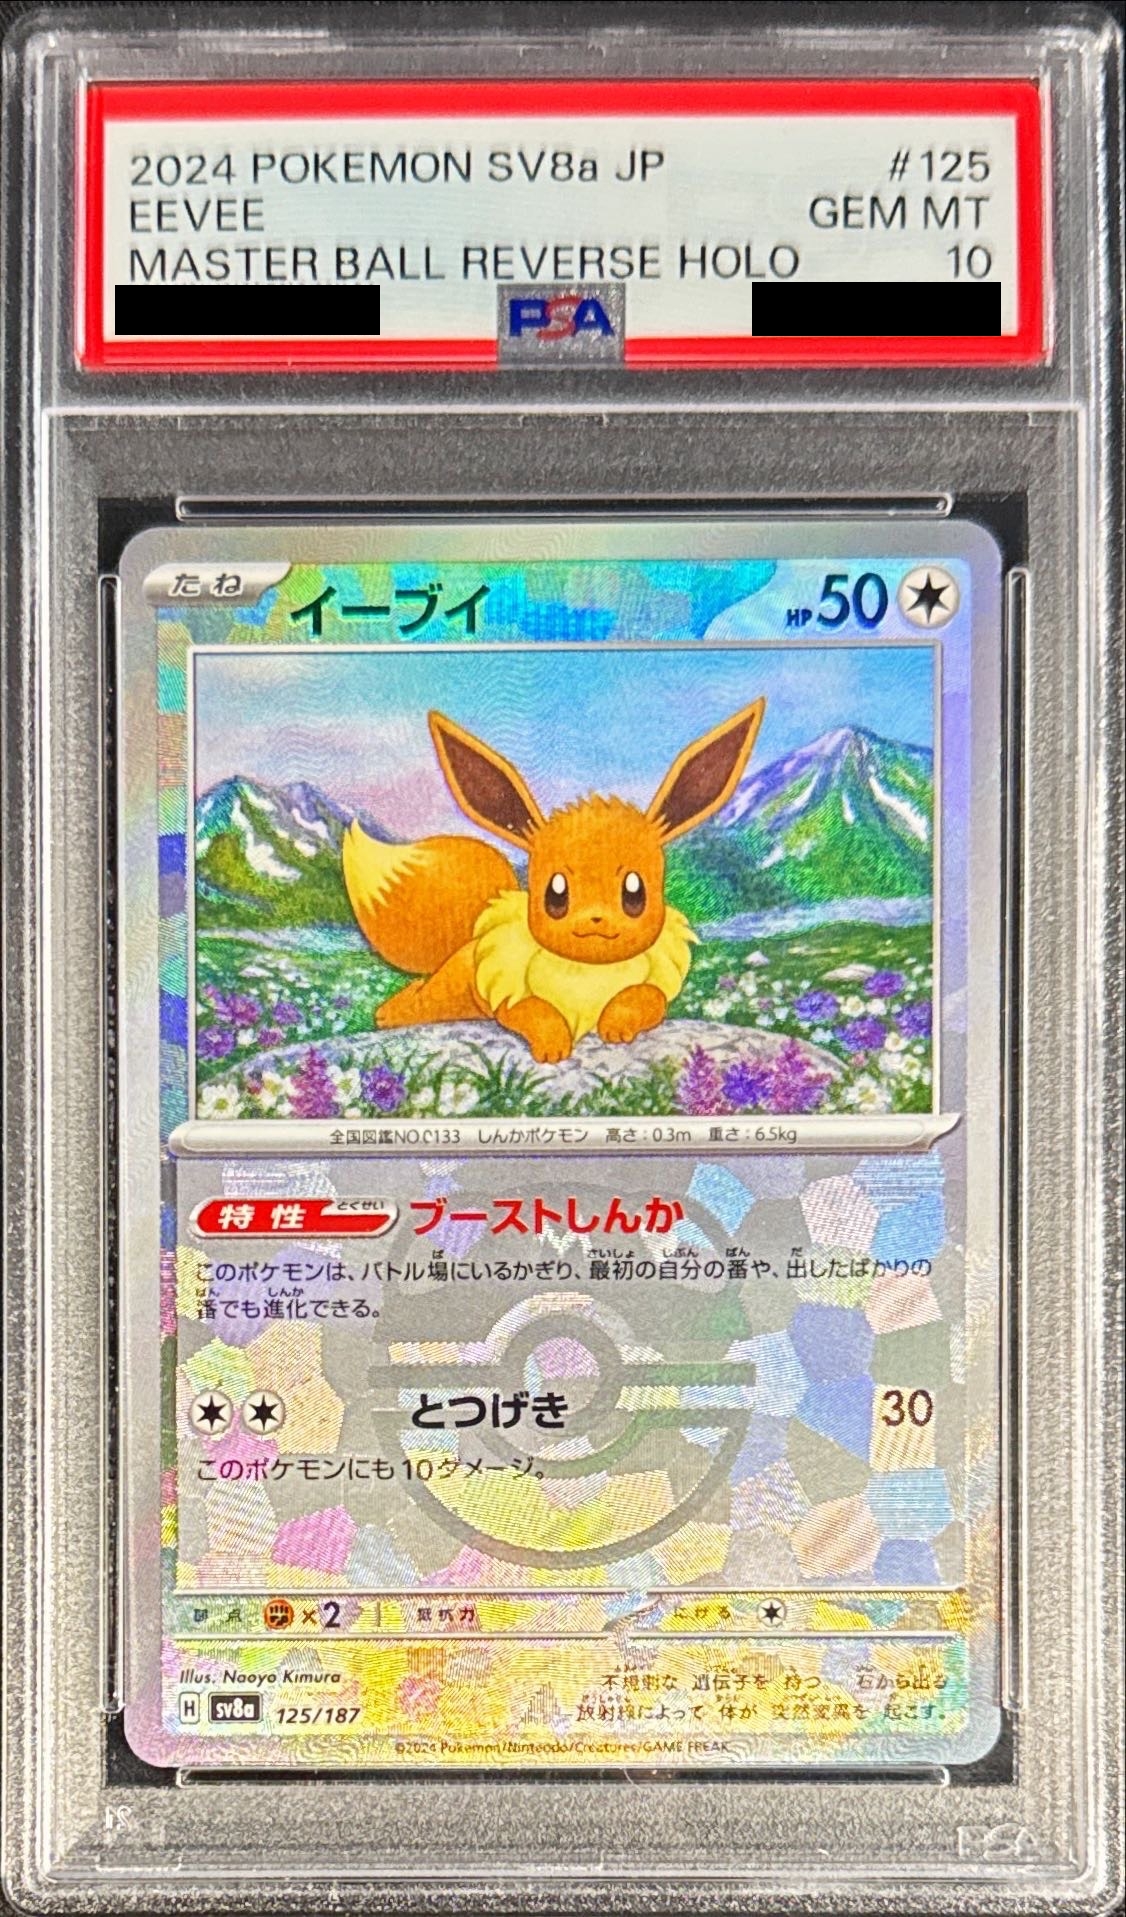 2024 POKEMON SV8a JP #125
EEVEE GEM MT
MASTER BALL REVERSE HOLO 10
PSA
たね イーブイ HP 50
全国図鑑NO.0133 しんかポケモン 高さ:0.3m 重さ:6.5kg
特性 とくせい ブーストしんか
このポケモンは、バトル場にいるかぎり、最初の自分の番や、出したばかりの
番でも進化できる。
とつげき 30
このポケモンにも10ダメージ。
弱点 ×2 抵抗力 にげる
Illus. Naoyo Kimura
不規則な 遺伝子を 持つ 石から出る
H sv8a 125/187
放射線によって 体が 突然変異を 起こす。
©2024 Pokémon/Nintendo/Creatures/GAME FREAK
PSA